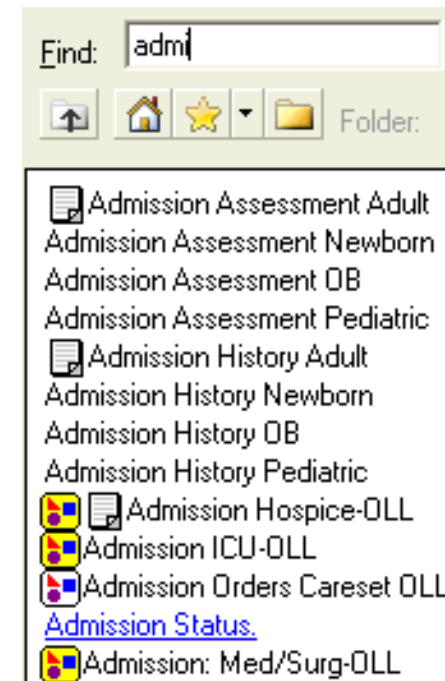 Find: admi
Folder:
Admission Assessment Adult
Admission Assessment Newborn
Admission Assessment OB
Admission Assessment Pediatric
Admission History Adult
Admission History Newborn
Admission History OB
Admission History Pediatric
Admission Hospice-OLL
Admission ICU-OLL
Admission Orders Careset OLL
Admission Status.
Admission: Med/Surg-OLL